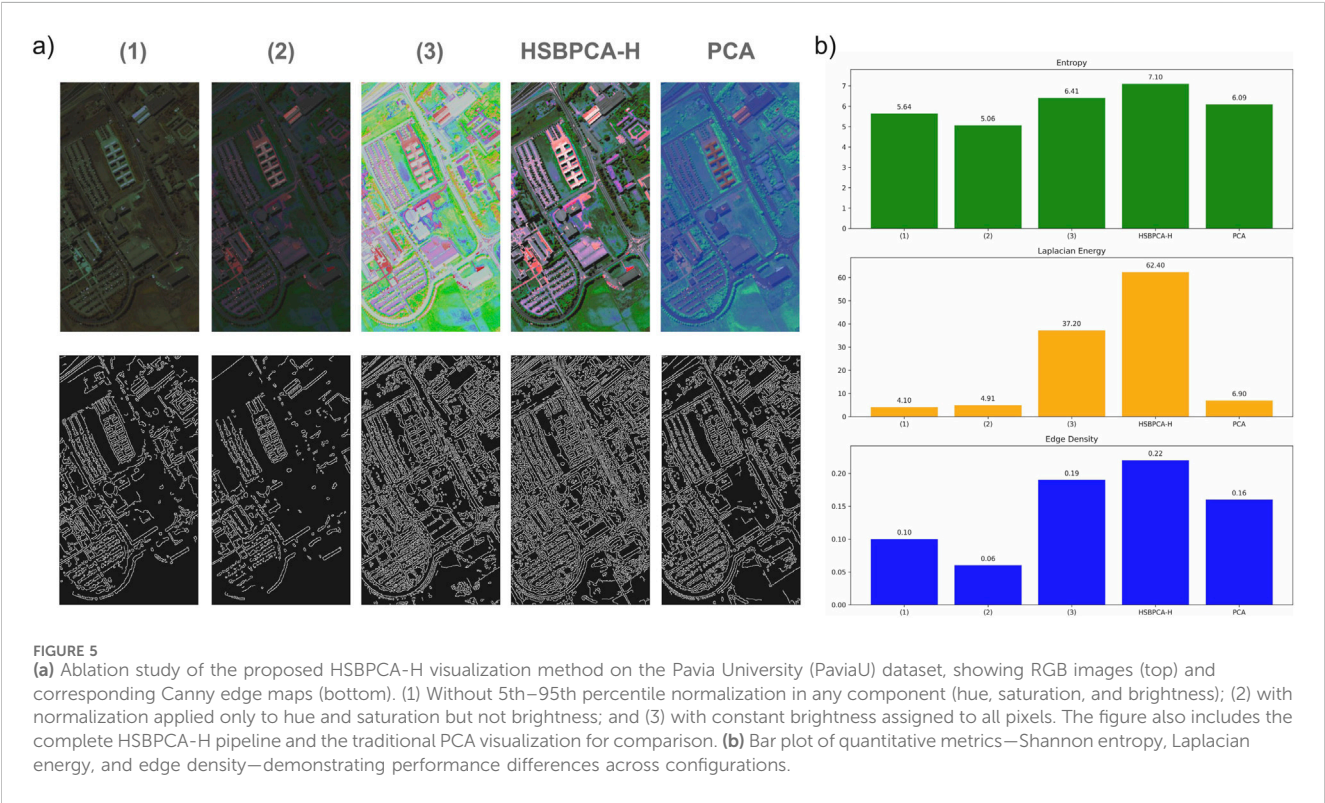 a)
(1)
(2)
(3)
HSBPCA-H
PCA
b)
Entropy
7
6
5
4
3
2
1
0
5.64
5.06
6.41
7.10
6.09
(1)
(2)
(3)
HSBPCA-H
PCA
Laplacian Energy
60
50
40
30
20
10
0
4.10
4.91
37.20
62.40
6.90
(1)
(2)
(3)
HSBPCA-H
PCA
Edge Density
0.20
0.15
0.10
0.05
0.00
0.10
0.06
0.19
0.22
0.16
(1)
(2)
(3)
HSBPCA-H
PCA
FIGURE 5
(a) Ablation study of the proposed HSBPCA-H visualization method on the Pavia University (PaviaU) dataset, showing RGB images (top) and
corresponding Canny edge maps (bottom). (1) Without 5th–95th percentile normalization in any component (hue, saturation, and brightness); (2) with
normalization applied only to hue and saturation but not brightness; and (3) with constant brightness assigned to all pixels. The figure also includes the
complete HSBPCA-H pipeline and the traditional PCA visualization for comparison. (b) Bar plot of quantitative metrics—Shannon entropy, Laplacian
energy, and edge density—demonstrating performance differences across configurations.